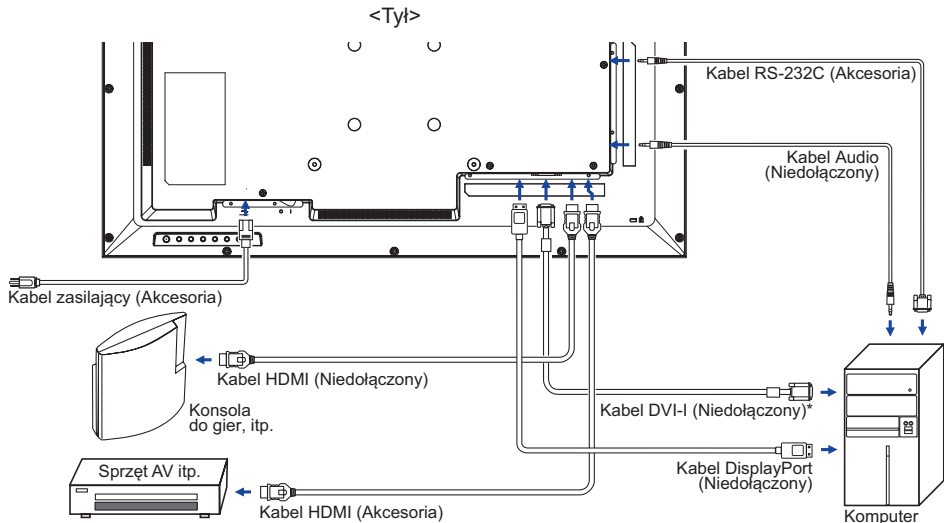 <Tył>
Kabel RS-232C (Akcesoria)
Kabel Audio
(Niedołączony)
Kabel zasilający (Akcesoria)
Kabel HDMI (Niedołączony)
Konsola
do gier, itp.
Kabel DVI-I (Niedołączony)*
Sprzęt AV itp.
Kabel DisplayPort
(Niedołączony)
Kabel HDMI (Akcesoria)
Komputer